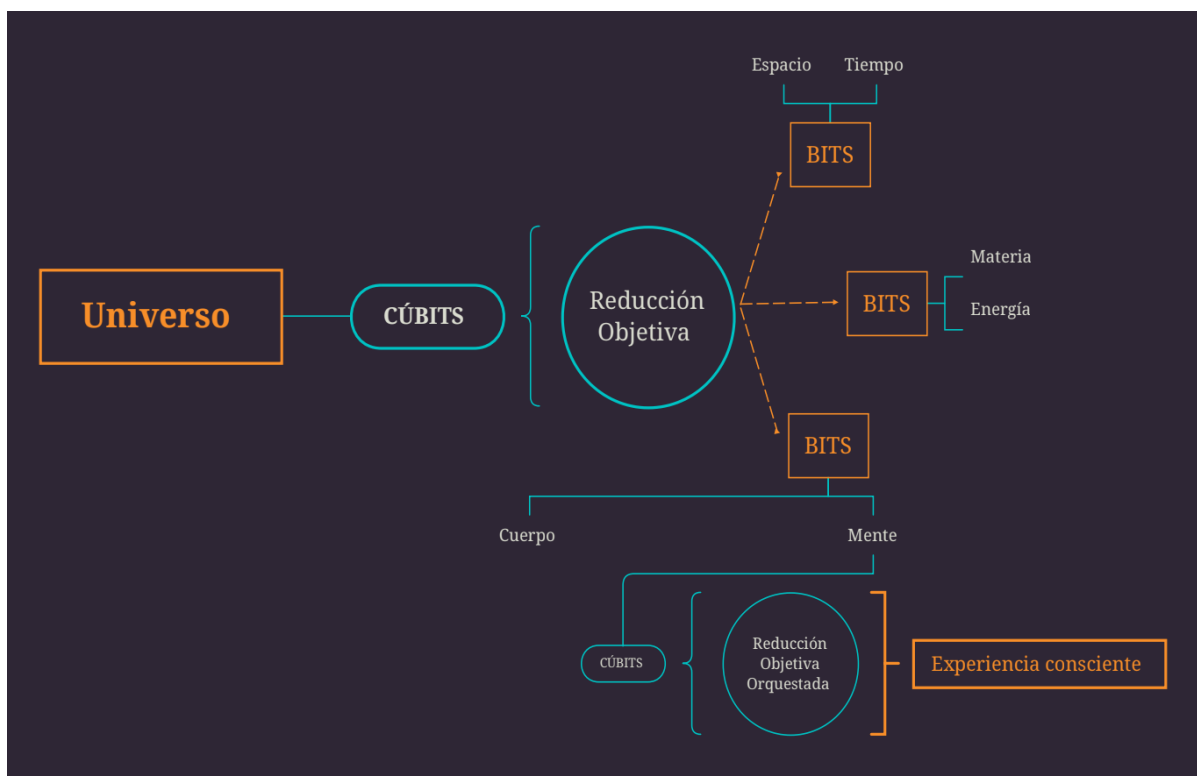 Espacio
Tiempo
BITS
Universo
CÚBITS
Reducción
Objetiva
BITS
Materia
Energía
BITS
Cuerpo
Mente
CÚBITS
Reducción
Objetiva
Orquestada
Experiencia consciente